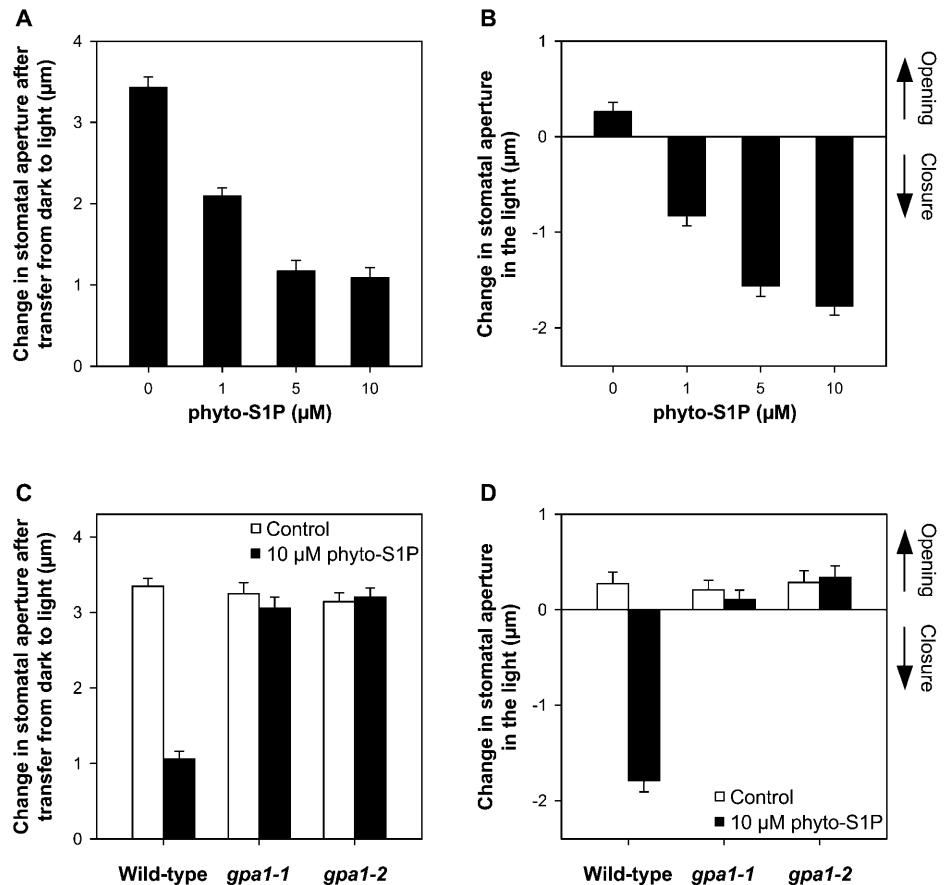 A
Change in stomatal aperture after
transfer from dark to light (µm)
4
3
2
1
0
0 1 5 10
phyto-S1P (µM)
B
Change in stomatal aperture
in the light (µm)
1
0
-1
-2
0 1 5 10
phyto-S1P (µM)
Opening
Closure
C
Change in stomatal aperture after
transfer from dark to light (µm)
4
3
2
1
0
Control
10 µM phyto-S1P
Wild-type gpa1-1 gpa1-2
D
Change in stomatal aperture
in the light (µm)
1
0
-1
-2
Control
10 µM phyto-S1P
Wild-type gpa1-1 gpa1-2
Opening
Closure